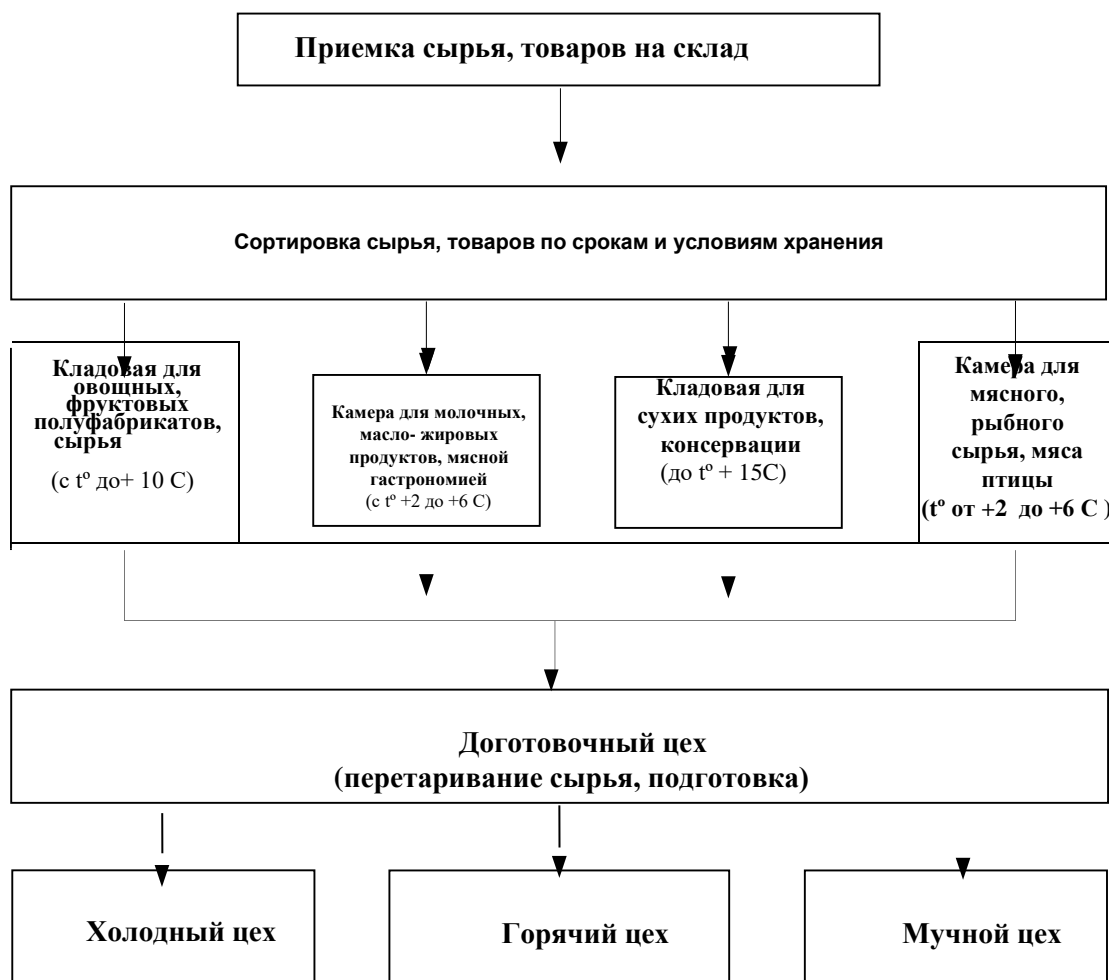 Приемка сырья, товаров на склад
Сортировка сырья, товаров по срокам и условиям хранения
Кладовая для
овощных,
фруктовых
полуфабрикатов,
сырья
(с tº до+ 10 С)
Камера для молочных,
масло- жировых
продуктов, мясной
гастрономией
(с tº +2 до +6 С)
Кладовая для
сухих продуктов,
консервации
(до tº + 15С)
Камера для
мясного,
рыбного
сырья, мяса
птицы
(tº от +2 до +6 С )
Доготовочный цех
(перетаривание сырья, подготовка)
Холодный цех
Горячий цех
Мучной цех